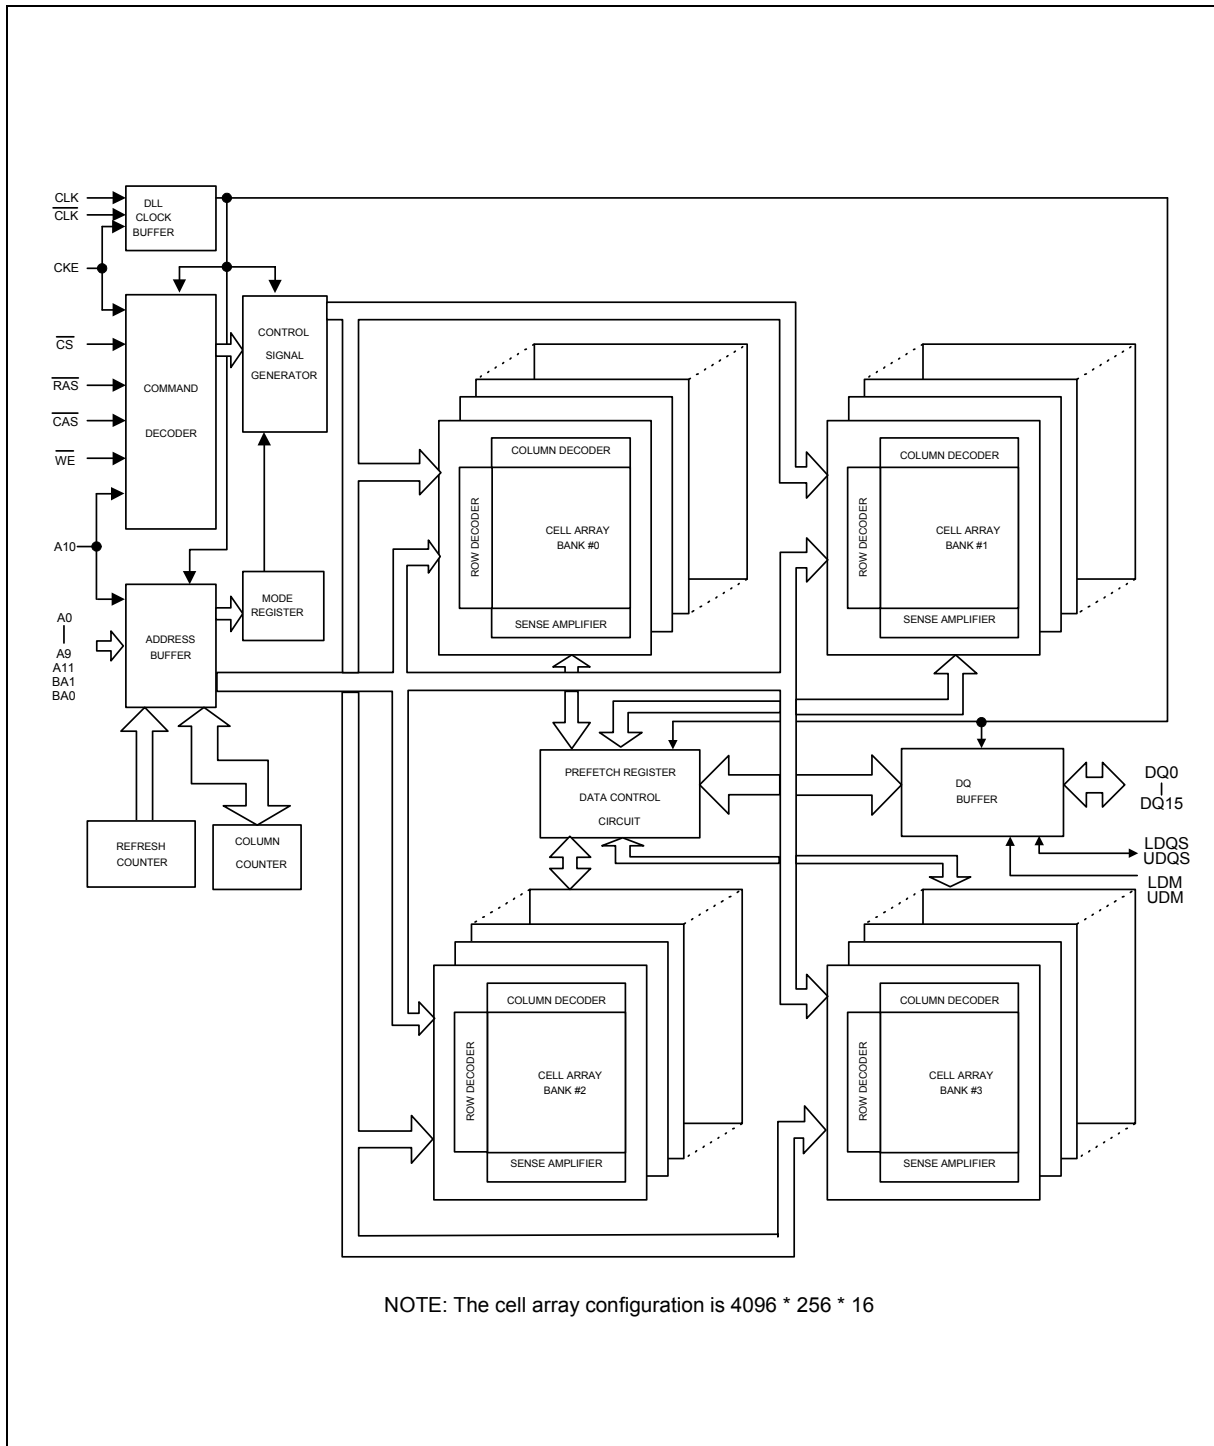 CLK
CLK
CKE
CS
RAS
CAS
WE
A10
A0
A9
A11
BA1
BA0
DLL
CLOCK
BUFFER
COMMAND
DECODER
CONTROL
SIGNAL
GENERATOR
MODE
REGISTER
ADDRESS
BUFFER
REFRESH
COUNTER
COLUMN
COUNTER
COLUMN DECODER
ROW DECODER
CELL ARRAY
BANK #0
SENSE AMPLIFIER
COLUMN DECODER
ROW DECODER
CELL ARRAY
BANK #1
SENSE AMPLIFIER
PREFETCH REGISTER
DATA CONTROL
CIRCUIT
DQ
BUFFER
DQ0
DQ15
LDQS
UDQS
LDM
UDM
COLUMN DECODER
ROW DECODER
CELL ARRAY
BANK #2
SENSE AMPLIFIER
COLUMN DECODER
ROW DECODER
CELL ARRAY
BANK #3
SENSE AMPLIFIER
NOTE: The cell array configuration is 4096 * 256 * 16